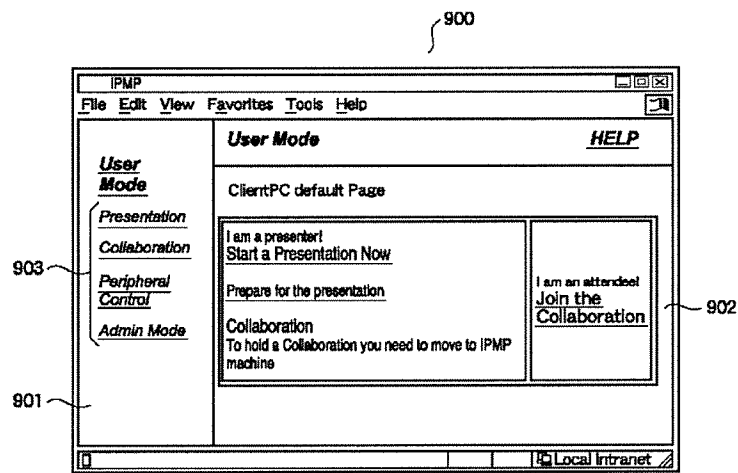 900
IPMP
File Edit View Favorites Tools Help
User Mode
HELP
User
Mode
Presentation
Collaboration
Peripheral
Control
Admin Mode
903
901
ClientPC default Page
I am a presenter!
Start a Presentation Now
Prepare for the presentation
Collaboration
To hold a Collaboration you need to move to IPMP
machine
I am an attendee!
Join the
Collaboration
902
Local intranet